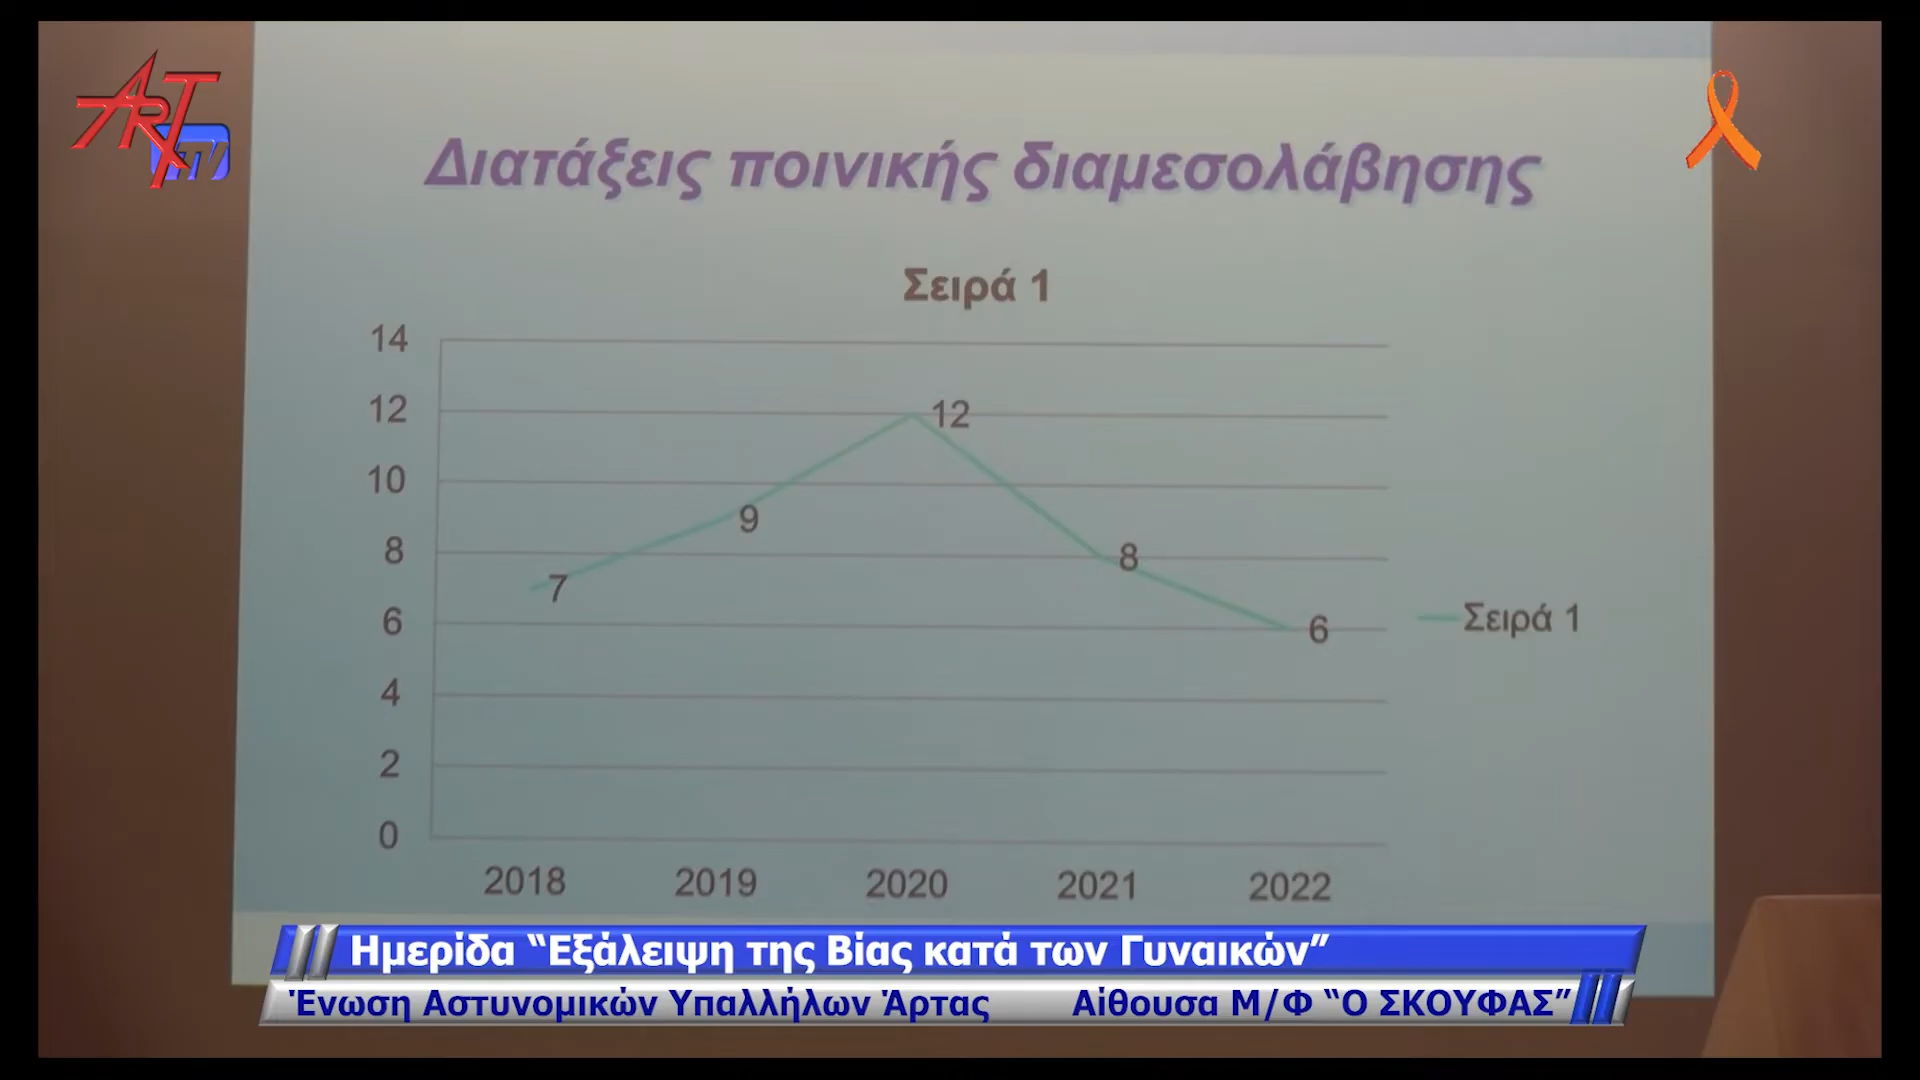 ART TV
Διατάξεις ποινικής διαμεσολάβησης
Σειρά 1
14
12
10
8
6
4
2
0
7
9
12
8
6
Σειρά 1
2018 2019 2020 2021 2022
Ημερίδα “Εξάλειψη της Βίας κατά των Γυναικών”
Ένωση Αστυνομικών Υπαλλήλων Άρτας Αίθουσα Μ/Φ “Ο ΣΚΟΥΦΑΣ”